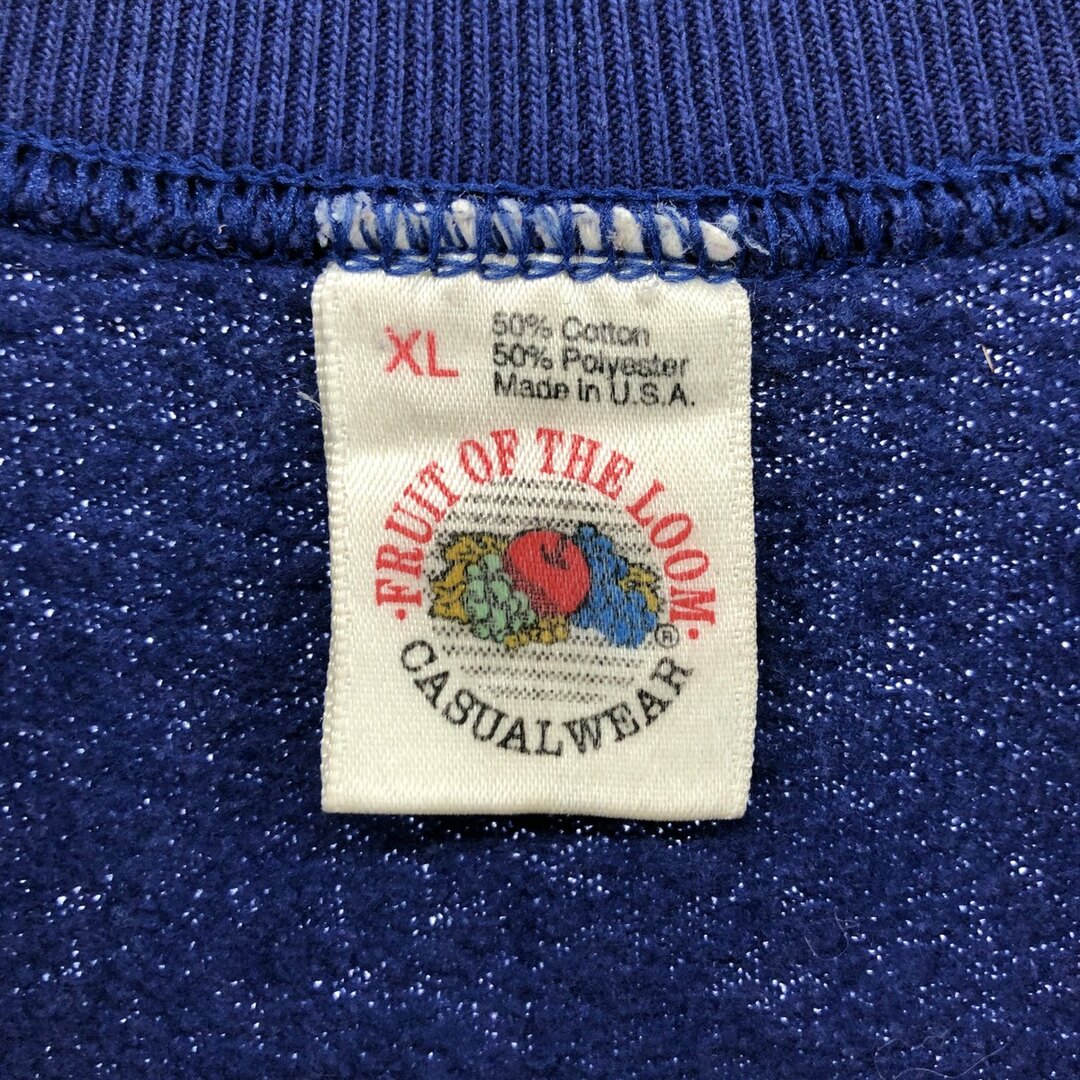 XL
50% Cotton
50% Polyester
Made in U.S.A.
·FRUIT OF THE LOOM·
®
CASUALWEAR